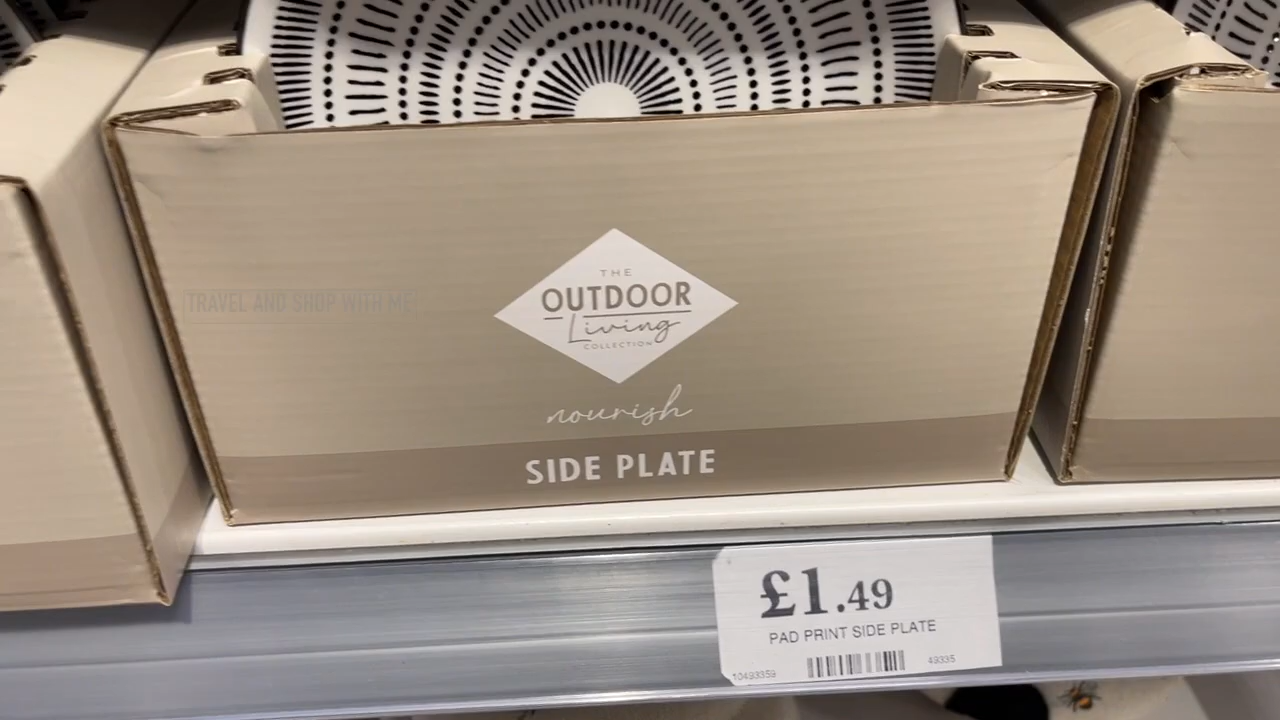 TRAVEL AND SHOP WITH ME
THE
OUTDOOR
Living
COLLECTION
nourish
SIDE PLATE
£1.49
PAD PRINT SIDE PLATE
10493359
49335